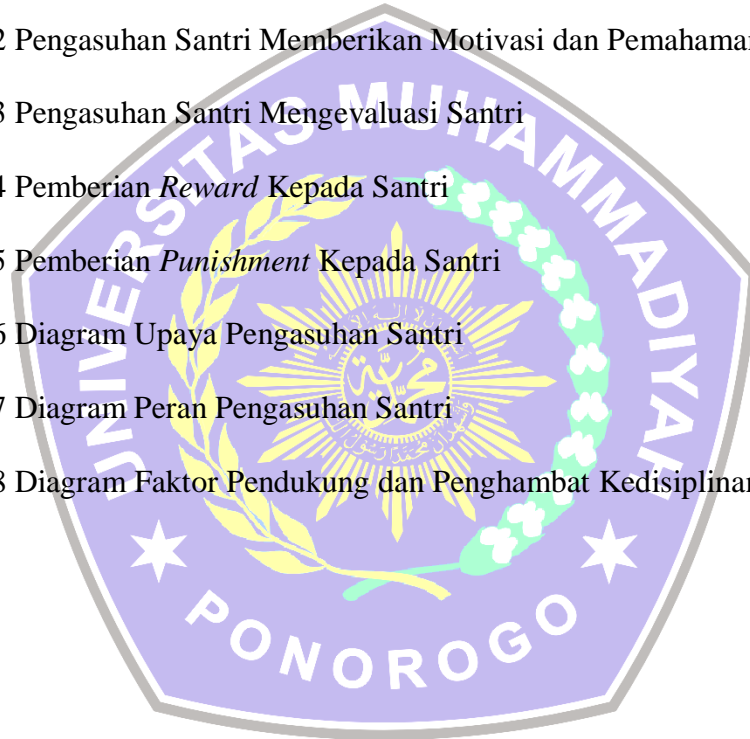 2 Pengasuhan Santri Memberikan Motivasi dan Pemahaman
3 Pengasuhan Santri Mengevaluasi Santri
4 Pemberian Reward Kepada Santri
5 Pemberian Punishment Kepada Santri
6 Diagram Upaya Pengasuhan Santri
7 Diagram Peran Pengasuhan Santri
8 Diagram Faktor Pendukung dan Penghambat Kedisiplinan
UNIVERSITAS MUHAMMADIYAH
PONOROGO